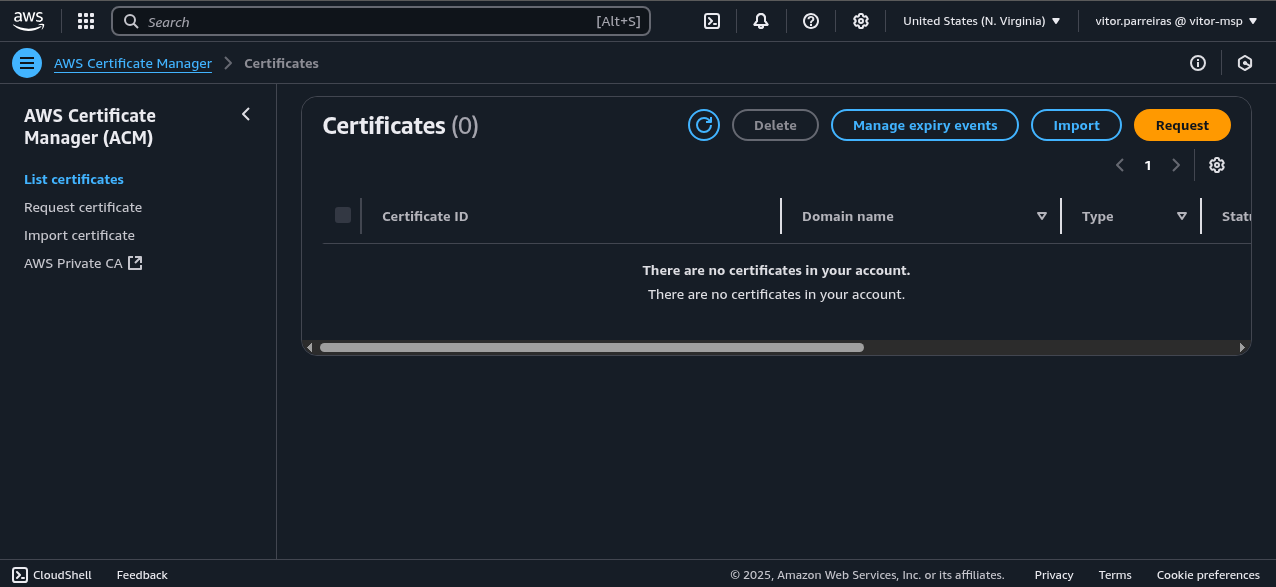 aws
Search [Alt+S]
United States (N. Virginia)
vitor.parreiras @ vitor-msp
AWS Certificate Manager
Certificates
AWS Certificate
Manager (ACM)
List certificates
Request certificate
Import certificate
AWS Private CA
Certificates (0)
Delete
Manage expiry events
Import
Request
1
Certificate ID
Domain name
Type
There are no certificates in your account.
There are no certificates in your account.
CloudShell
Feedback
© 2025, Amazon Web Services, Inc. or its affiliates.
Privacy
Terms
Cookie preferences